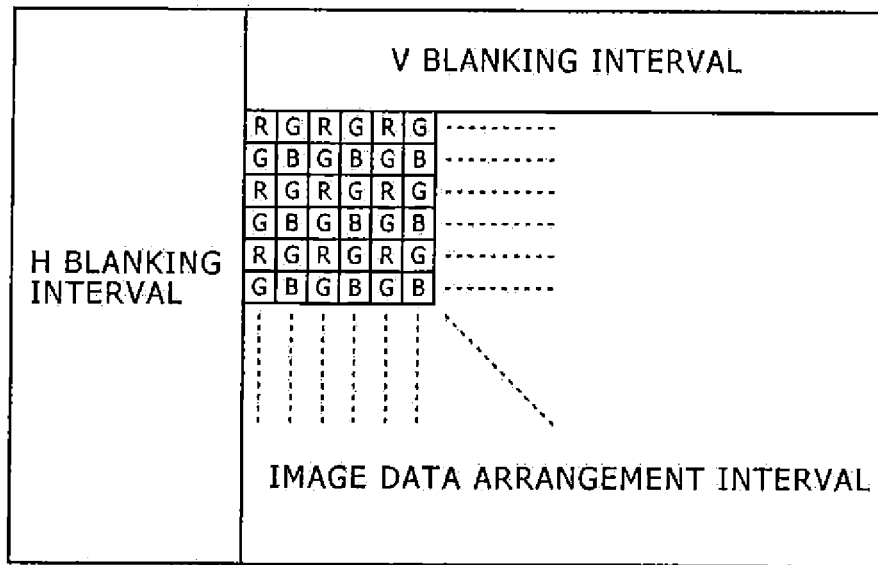 V BLANKING INTERVAL
R G R G R G
G B G B G B
R G R G R G
G B G B G B
R G R G R G
G B G B G B
H BLANKING
INTERVAL
IMAGE DATA ARRANGEMENT INTERVAL